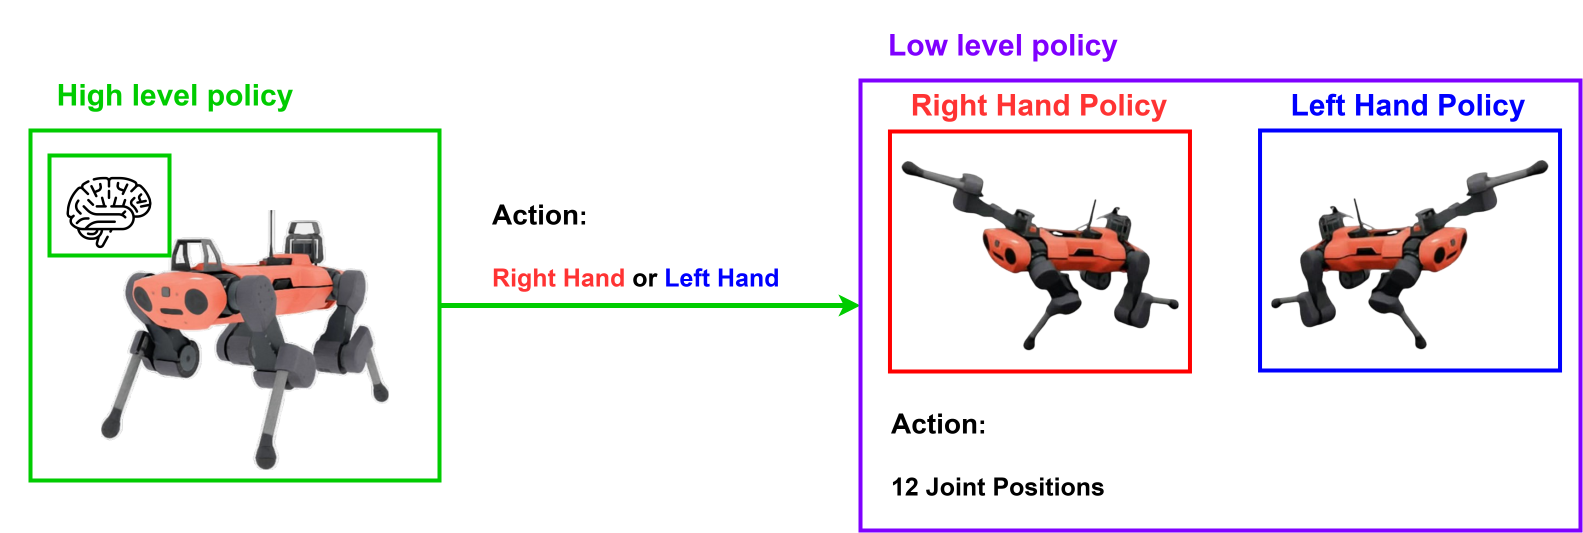 High level policy
Action:
Right Hand or Left Hand
Low level policy
Right Hand Policy
Left Hand Policy
Action:
12 Joint Positions